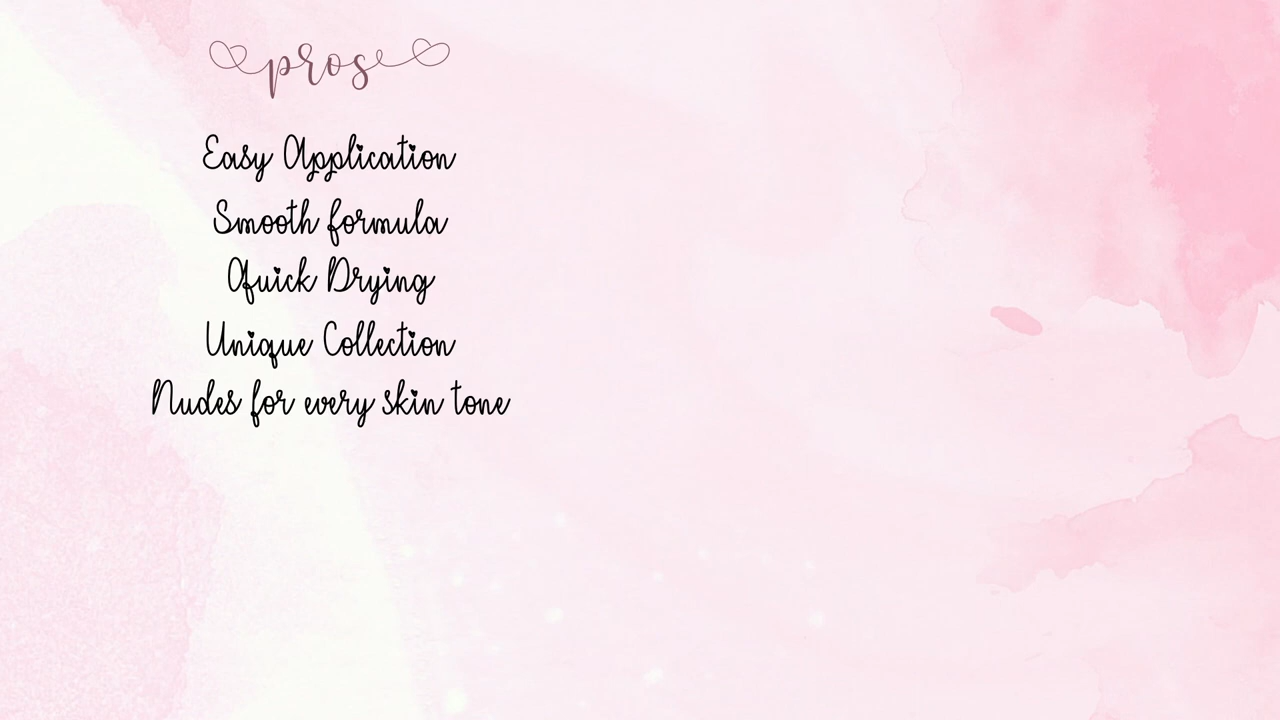 pros
Easy Application
Smooth formula
Quick Drying
Unique Collection
Nudes for every skin tone